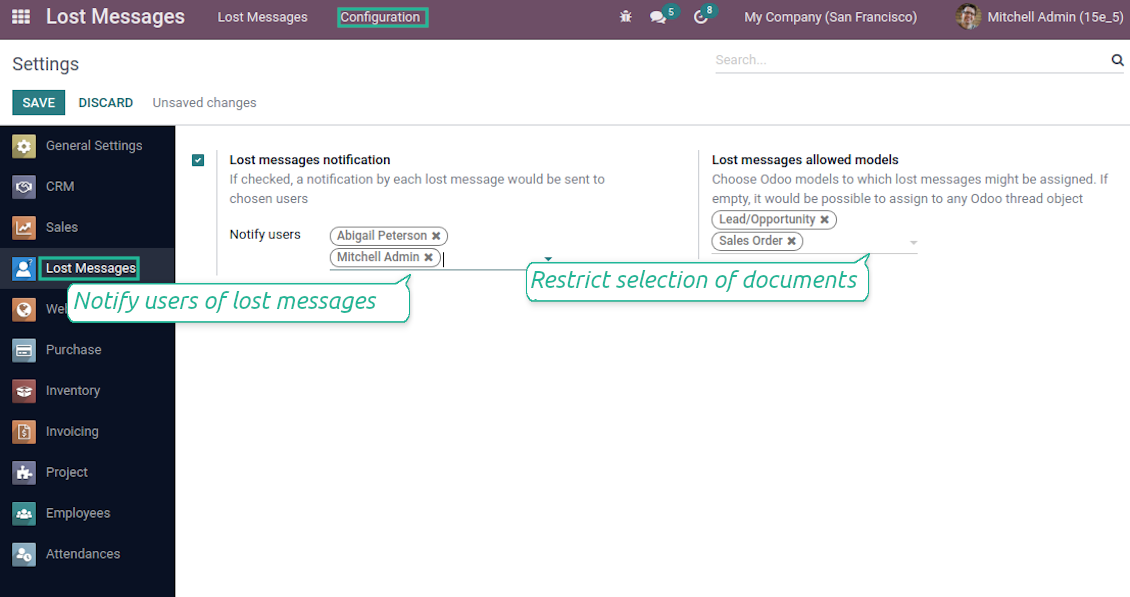 Lost Messages
Lost Messages
Configuration
5
8
My Company (San Francisco)
Mitchell Admin (15e_5)
Settings
Search...
SAVE
DISCARD
Unsaved changes
General Settings
CRM
Sales
Lost Messages
We
Purchase
Inventory
Invoicing
Project
Employees
Attendances
Lost messages notification
If checked, a notification by each lost message would be sent to
chosen users
Notify users
Abigail Peterson ✖
Mitchell Admin ✖
Notify users of lost messages
Lost messages allowed models
Choose Odoo models to which lost messages might be assigned. If
empty, it would be possible to assign to any Odoo thread object
Lead/Opportunity ✖
Sales Order ✖
Restrict selection of documents